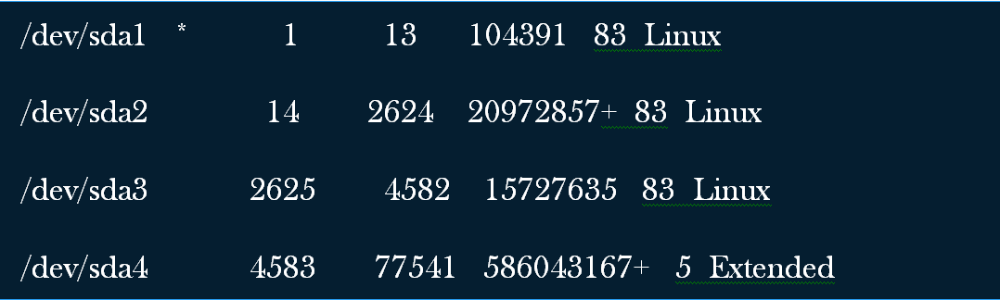 /dev/sda1 * 1 13 104391 83 Linux
/dev/sda2 14 2624 20972857+ 83 Linux
/dev/sda3 2625 4582 15727635 83 Linux
/dev/sda4 4583 77541 586043167+ 5 Extended